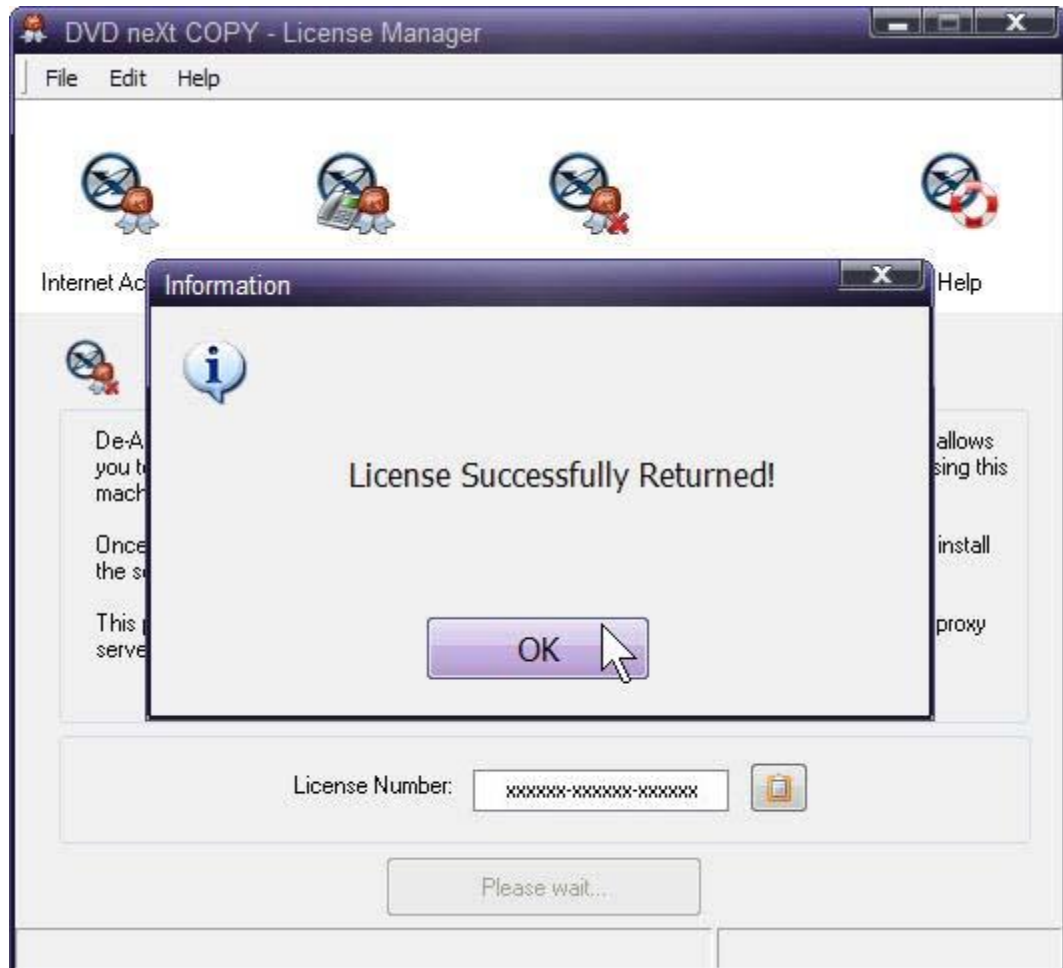 DVD neXt COPY - License Manager
File Edit Help
Internet Ac
Help
Information
License Successfully Returned!
OK
De-A
allows
you t
sing this
mach
Once
install
the s
This
proxy
serve
License Number: xxxxxx-xxxxxx-xxxxxx
Please wait...